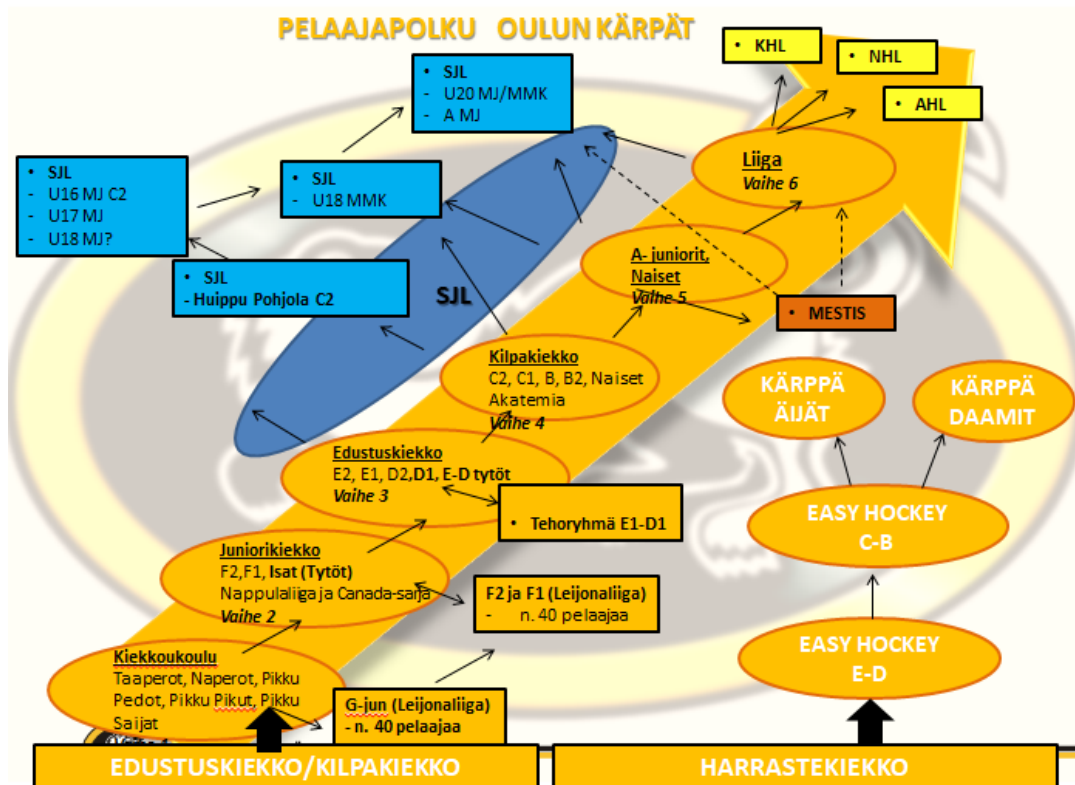 PELAAJAPOLKU OULUN KÄRPÄT
• KHL
• NHL
• AHL
• SJL
- U20 MJ/MMK
- A MJ
• SJL
- U16 MJ C2
- U17 MJ
- U18 MJ?
• SJL
- U18 MMK
• SJL
- Huippu Pohjola C2
SJL
Liiga
Vaihe 6
A- juniorit,
Naiset
Vaihe 5
• MESTIS
Kilpakiekko
C2, C1, B, B2, Naiset
Akatemia
Vaihe 4
KÄRPPÄ
ÄIJÄT
KÄRPPÄ
DAAMIT
Edustuskiekko
E2, E1, D2,D1, E-D tytöt
Vaihe 3
• Tehoryhmä E1-D1
EASY HOCKEY
C-B
Juniorikiekko
F2,F1, Isat (Tytöt)
Nappulaliiga ja Canada-sarja
Vaihe 2
F2 ja F1 (Leijonaliiga)
- n. 40 pelaajaa
EASY HOCKEY
E-D
Kiekkoukoulu
Taaperot, Naperot, Pikku
Pedot, Pikku Pikut, Pikku
Saijat
G-jun (Leijonaliiga)
- n. 40 pelaajaa
EDUSTUSKIEKKO/KILPAKIEKKO
HARRASTEKIEKKO